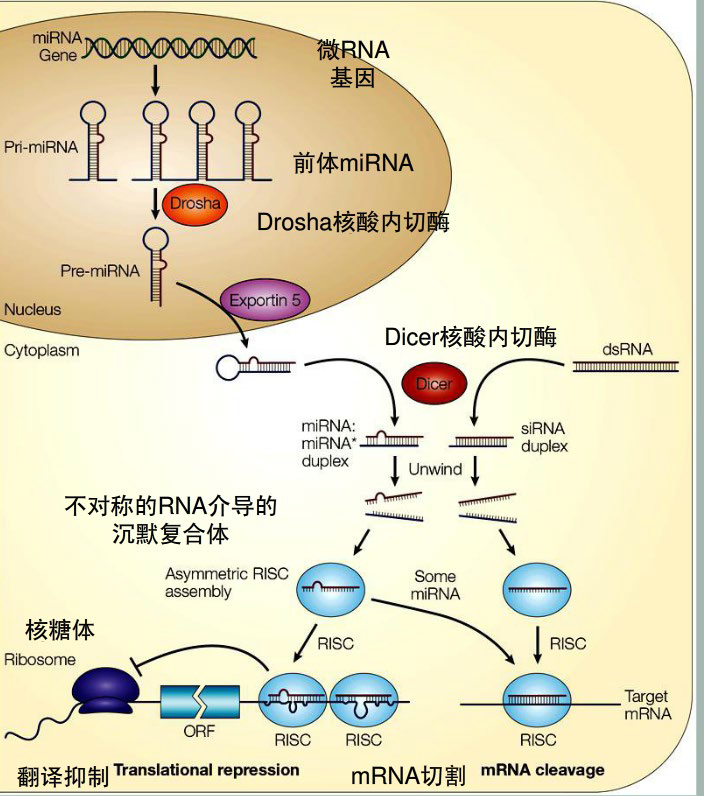 miRNA
Gene
微RNA
基因
Pri-miRNA
前体miRNA
Drosha
Drosha核酸内切酶
Pre-miRNA
Exportin 5
Nucleus
Cytoplasm
Dicer核酸内切酶
dsRNA
Dicer
miRNA:
miRNA*
duplex
siRNA
duplex
Unwind
不对称的RNA介导的
沉默复合体
Asymmetric RISC
assembly
Some
miRNA
核糖体
Ribosome
RISC
RISC
ORF
RISC
RISC
RISC
Target
mRNA
翻译抑制
Translational repression
mRNA切割
mRNA cleavage